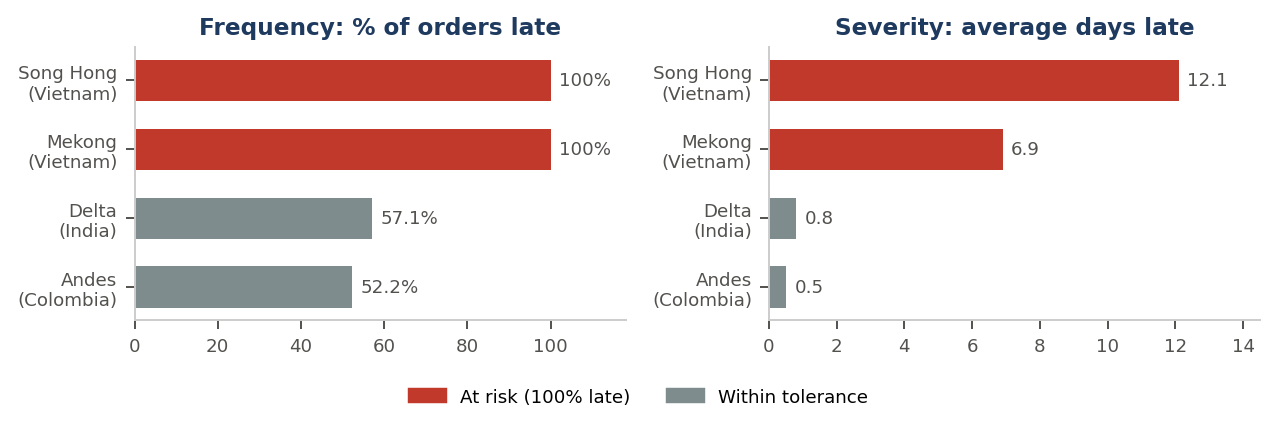 Frequency: % of orders late
Song Hong
(Vietnam)
100%
Mekong
(Vietnam)
100%
Delta
(India)
57.1%
Andes
(Colombia)
52.2%
0 20 40 60 80 100
Severity: average days late
Song Hong
(Vietnam)
12.1
Mekong
(Vietnam)
6.9
Delta
(India)
0.8
Andes
(Colombia)
0.5
0 2 4 6 8 10 12 14
At risk (100% late) Within tolerance